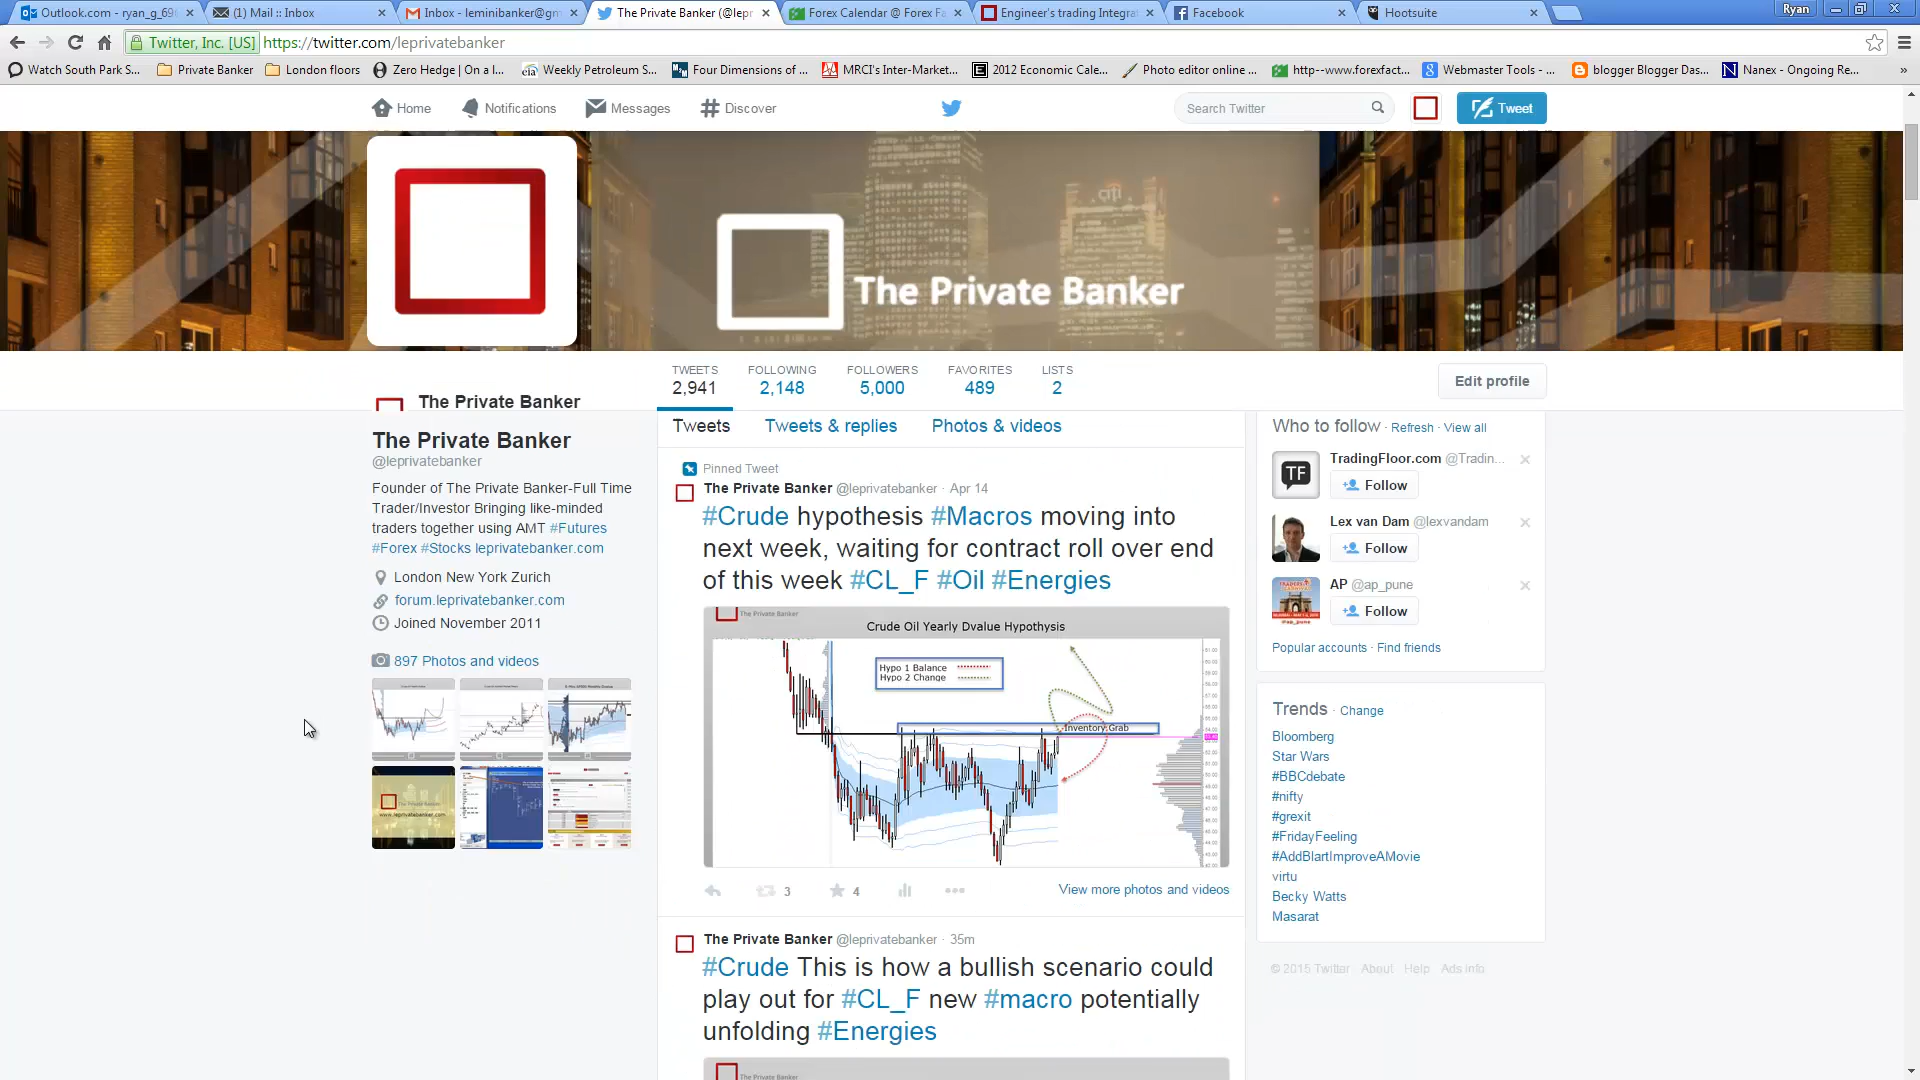 Outlook.com - ryan_g_69
(1) Mail :: Inbox
Inbox - leminibanker@gm
The Private Banker (@lepr
Forex Calendar @ Forex Fa
Engineer's trading Integra
Facebook
Hootsuite
Ryan
Twitter, Inc. [US]
https://twitter.com/leprivatebanker
Watch South Park S...
Private Banker
London floors
Zero Hedge | On a l...
eia
Weekly Petroleum S...
Four Dimensions of ...
MRCI's Inter-Market...
2012 Economic Cale...
Photo editor online ...
http--www.forexfact...
Webmaster Tools - ...
blogger Blogger Das...
Nanex - Ongoing Re...
Home
Notifications
Messages
Discover
Search Twitter
Tweet
citi
The Private Banker
TWEETS
2,941
FOLLOWING
2,148
FOLLOWERS
5,000
FAVORITES
489
LISTS
2
Edit profile
The Private Banker
The Private Banker
@leprivatebanker
Founder of The Private Banker-Full Time
Trader/Investor Bringing like-minded
traders together using AMT #Futures
#Forex #Stocks leprivatebanker.com
London New York Zurich
forum.leprivatebanker.com
Joined November 2011
897 Photos and videos
Tweets
Tweets & replies
Photos & videos
Pinned Tweet
The Private Banker @leprivatebanker · Apr 14
#Crude hypothesis #Macros moving into
next week, waiting for contract roll over end
of this week #CL_F #Oil #Energies
The Private Banker
Crude Oil Yearly Dvalue Hypothysis
Hypo 1 Balance
Hypo 2 Change
Inventory Grab
3
4
View more photos and videos
The Private Banker @leprivatebanker · 35m
#Crude This is how a bullish scenario could
play out for #CL_F new #macro potentially
unfolding #Energies
The Private Banker
Who to follow · Refresh · View all
TF
TradingFloor.com @Tradin...
Follow
Lex van Dam @lexvandam
Follow
AP @ap_pune
Follow
Popular accounts · Find friends
Trends · Change
Bloomberg
Star Wars
#BBCdebate
#nifty
#grexit
#FridayFeeling
#AddBlartImproveAMovie
virtu
Becky Watts
Masarat
© 2015 Twitter About Help Ads info